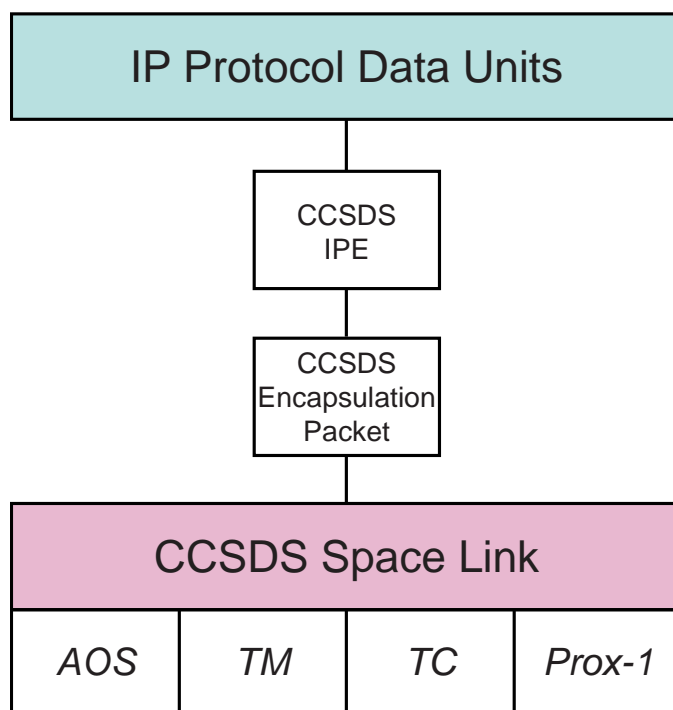 IP Protocol Data Units
CCSDS
IPE
CCSDS
Encapsulation
Packet
CCSDS Space Link
AOS
TM
TC
Prox-1